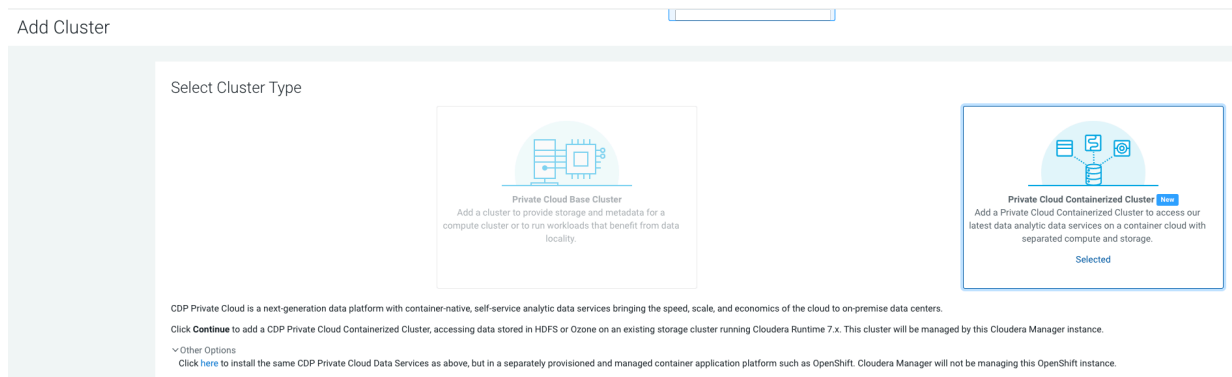 Add Cluster
Select Cluster Type
Private Cloud Base Cluster
Add a cluster to provide storage and metadata for a
compute cluster or to run workloads that benefit from data
locality.
Private Cloud Containerized Cluster New
Add a Private Cloud Containerized Cluster to access our
latest data analytic data services on a container cloud with
separated compute and storage.
Selected
CDP Private Cloud is a next-generation data platform with container-native, self-service analytic data services bringing the speed, scale, and economics of the cloud to on-premise data centers.
Click Continue to add a CDP Private Cloud Containerized Cluster, accessing data stored in HDFS or Ozone on an existing storage cluster running Cloudera Runtime 7.x. This cluster will be managed by this Cloudera Manager instance.
Other Options
Click here to install the same CDP Private Cloud Data Services as above, but in a separately provisioned and managed container application platform such as OpenShift. Cloudera Manager will not be managing this OpenShift instance.